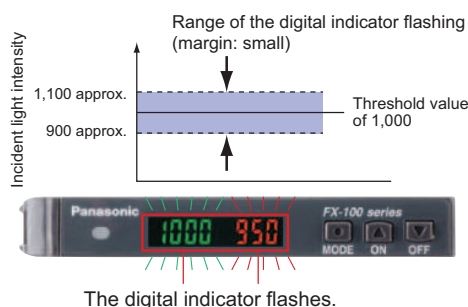 Range of the digital indicator flashing
(margin: small)
Incident light intensity
1,100 approx.
900 approx.
Threshold value
of 1,000
Panasonic
1000 950
FX-100 series
MODE ON OFF
The digital indicator flashes.